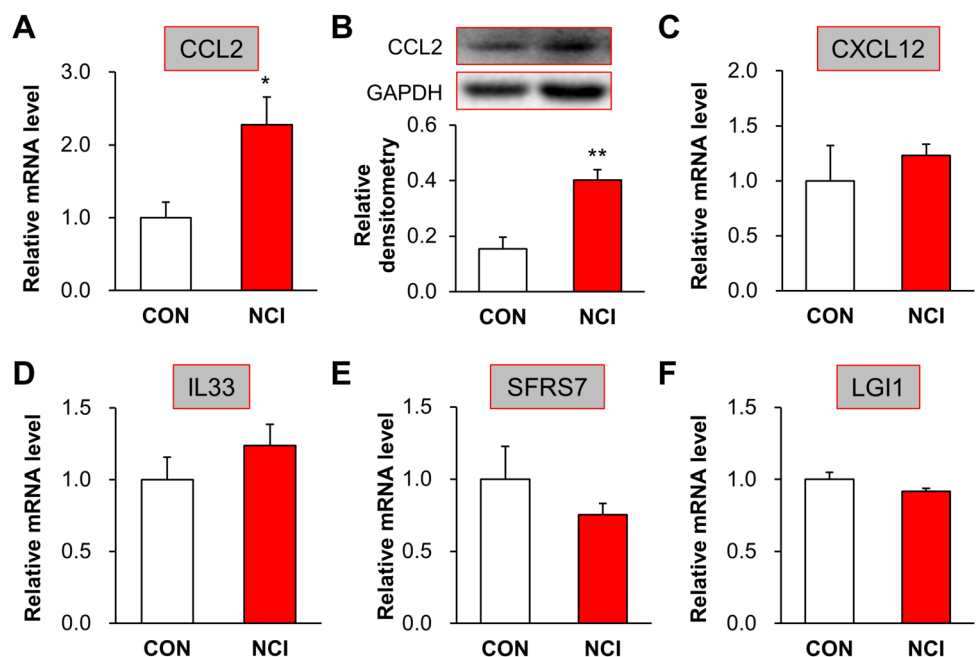 A
CCL2
Relative mRNA level
3.0
2.0
1.0
0.0
*
CON
NCI
B
CCL2
GAPDH
Relative
densitometry
0.6
0.4
0.2
0.0
**
CON
NCI
C
CXCL12
Relative mRNA level
2.0
1.5
1.0
0.5
0.0
CON
NCI
D
IL33
Relative mRNA level
1.5
1.0
0.5
0.0
CON
NCI
E
SFRS7
Relative mRNA level
1.5
1.0
0.5
0.0
CON
NCI
F
LGI1
Relative mRNA level
1.5
1.0
0.5
0.0
CON
NCI